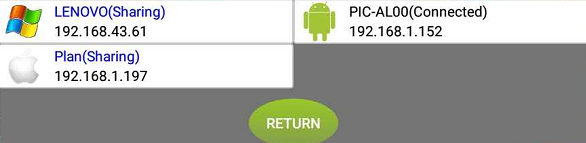 LENOVO(Sharing)
192.168.43.61
PIC-AL00(Connected)
192.168.1.152
Plan(Sharing)
192.168.1.197
RETURN